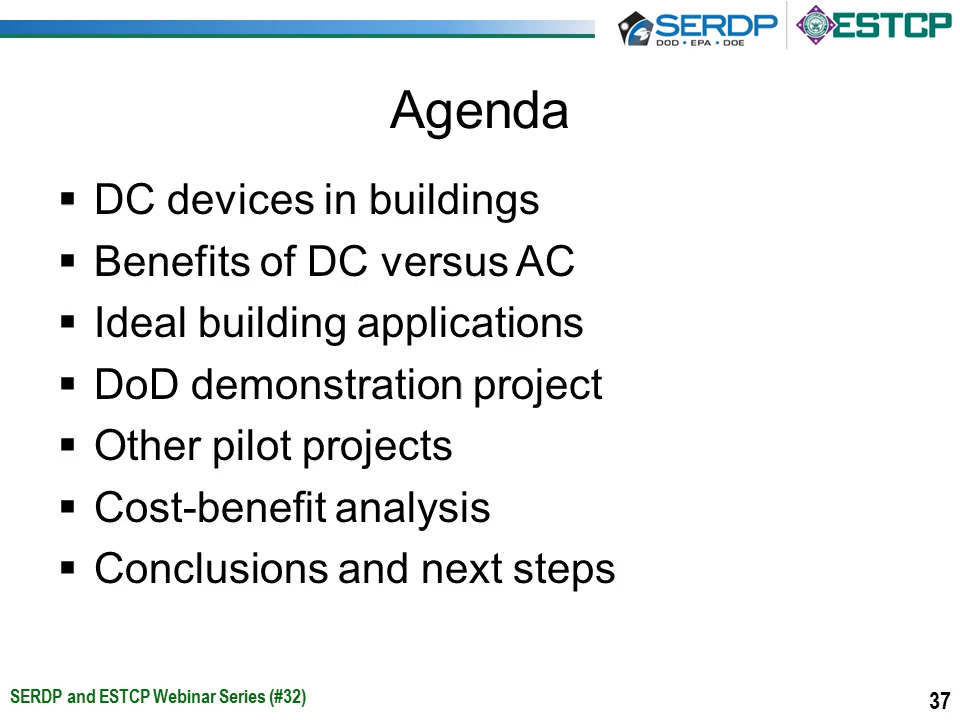 SERDP
DOD • EPA • DOE
ESTCP
Agenda
▪ DC devices in buildings
▪ Benefits of DC versus AC
▪ Ideal building applications
▪ DoD demonstration project
▪ Other pilot projects
▪ Cost-benefit analysis
▪ Conclusions and next steps
SERDP and ESTCP Webinar Series (#32)
37